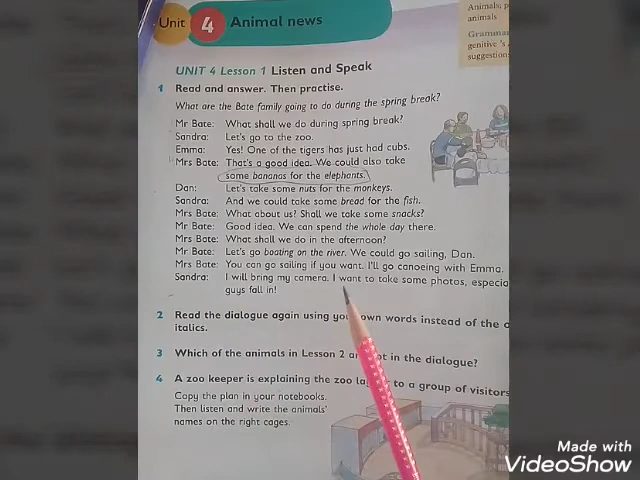 Unit 4 Animal news
Animals; p
animals
Grammar
genitive 's
suggestion
UNIT 4 Lesson 1 Listen and Speak
1 Read and answer. Then practise.
What are the Bate family going to do during the spring break?
Mr Bate: What shall we do during spring break?
Sandra: Let's go to the zoo.
Emma: Yes! One of the tigers has just had cubs.
Mrs Bate: That's a good idea. We could also take
some bananas for the elephants.
Dan: Let's take some nuts for the monkeys.
Sandra: And we could take some bread for the fish.
Mrs Bate: What about us? Shall we take some snacks?
Mr Bate: Good idea. We can spend the whole day there.
Mrs Bate: What shall we do in the afternoon?
Mr Bate: Let's go boating on the river. We could go sailing, Dan.
Mrs Bate: You can go sailing if you want. I'll go canoeing with Emma.
Sandra: I will bring my camera. I want to take some photos, especia
guys fall in!
2 Read the dialogue again using your own words instead of the
italics.
3 Which of the animals in Lesson 2 are not in the dialogue?
4 A zoo keeper is explaining the zoo to a group of visitors
Copy the plan in your notebooks.
Then listen and write the animals'
names on the right cages.
Made with
VideoShow